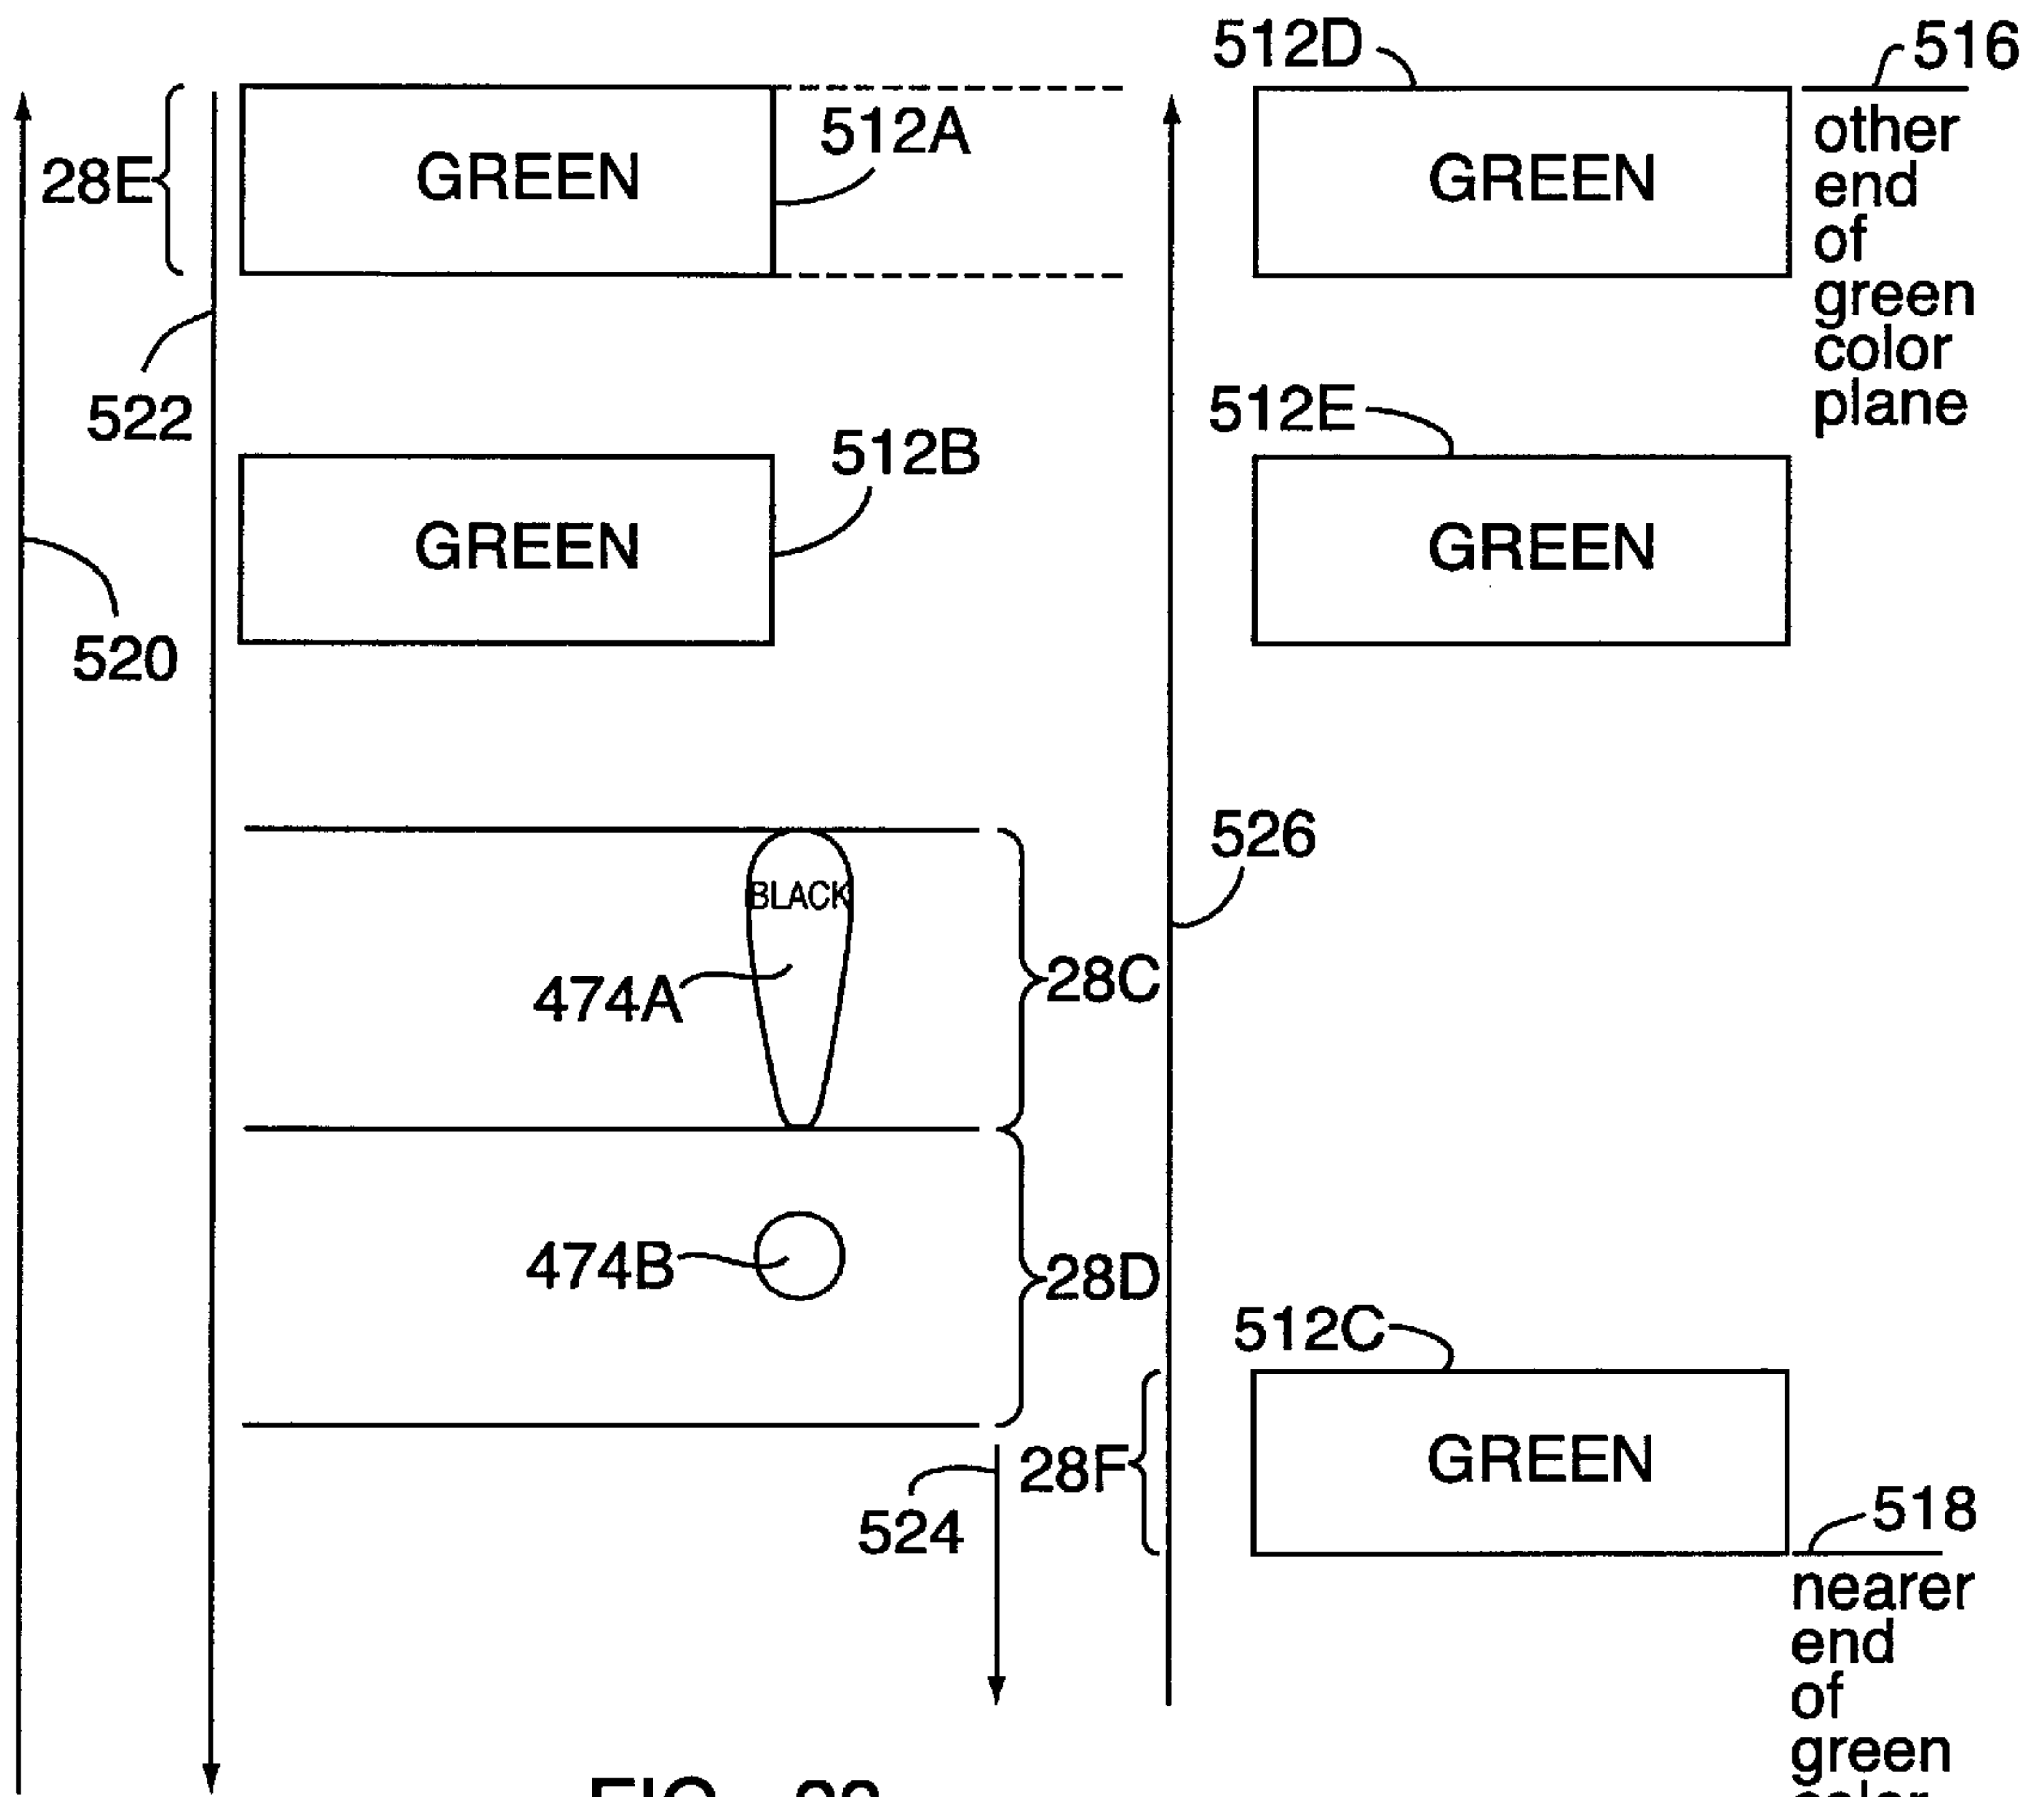 512D
516
28E
GREEN
512A
GREEN
other
end
of
green
color
plane
522
512B
512E
GREEN
GREEN
520
526
BLACK
474A
28C
474B
28D
512C
28F
GREEN
524
518
nearer
end
of
green
color